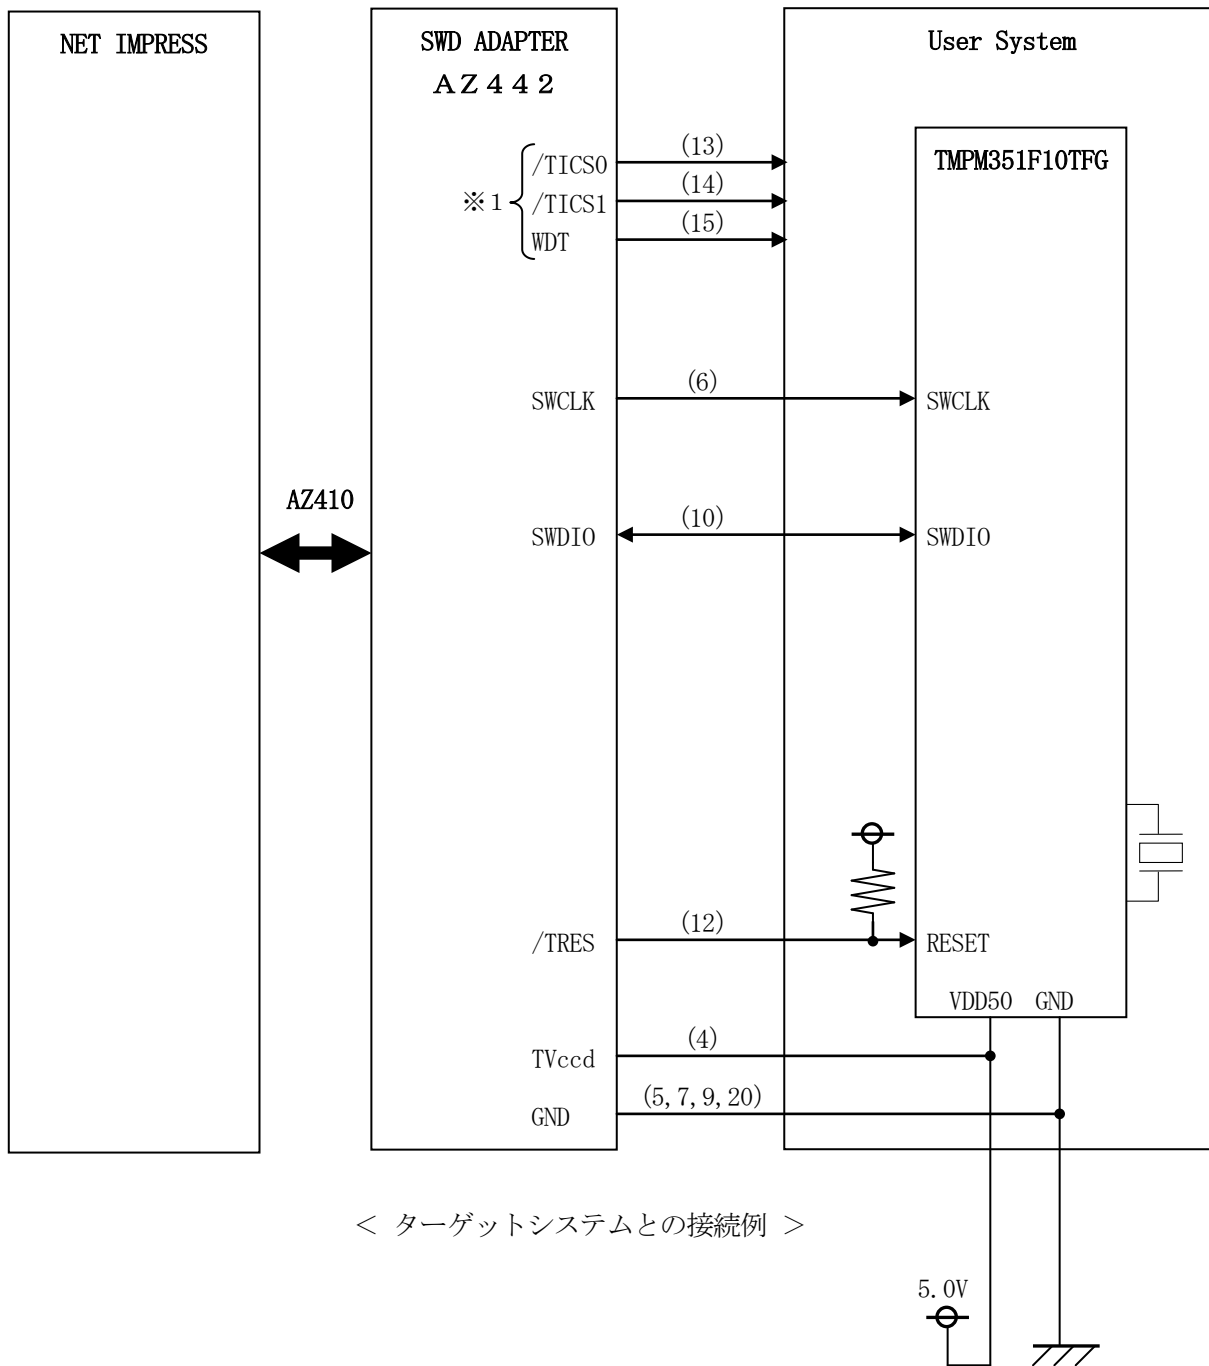 NET IMPRESS
SWD ADAPTER
AZ442
User System
TMPM351F10TFG
※1
/TICS0
(13)
/TICS1
(14)
WDT
(15)
SWCLK
(6)
SWCLK
AZ410
SWDIO
(10)
SWDIO
/TRES
(12)
RESET
VDD50
GND
TVccd
(4)
GND
(5,7,9,20)
＜ ターゲットシステムとの接続例 ＞
5.0V